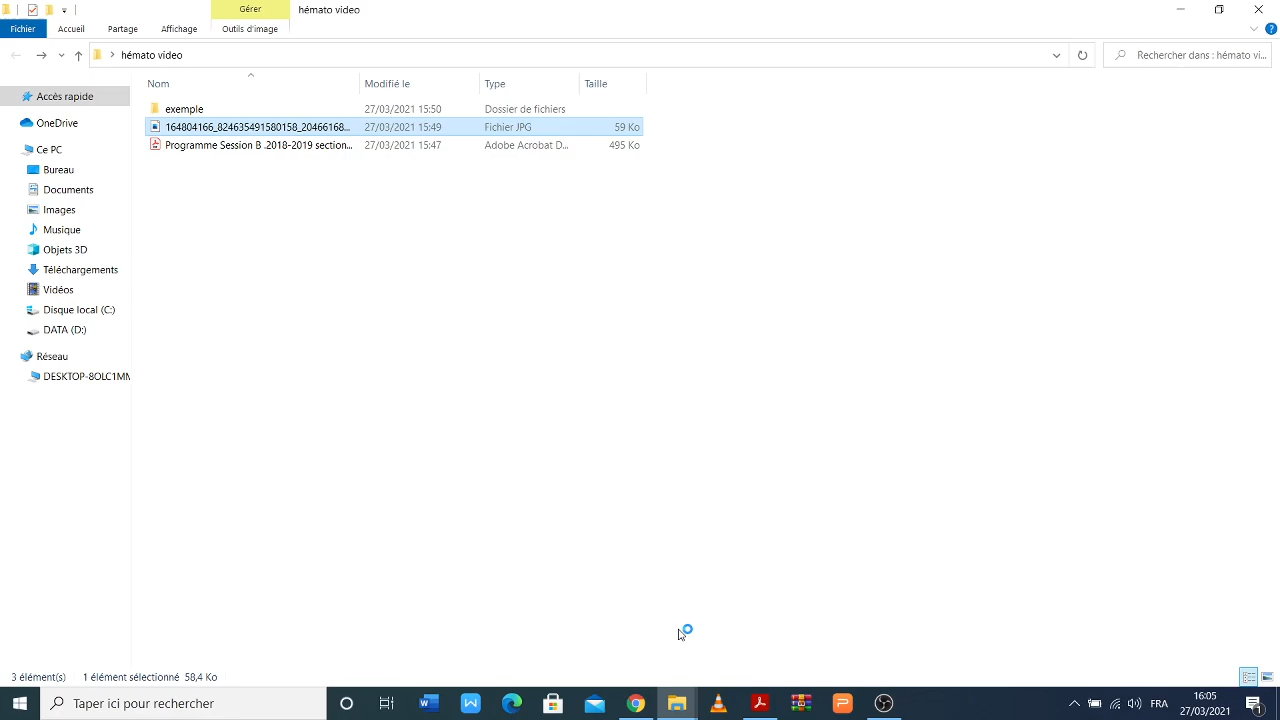 Gérer
hémato video
Fichier
Accueil
Partage
Affichage
Outils d'image
hémato video
Rechercher dans : hémato vi...
Nom
Modifié le
Type
Taille
exemple
27/03/2021 15:50
Dossier de fichiers
164804166_824635491580158_20466168...
27/03/2021 15:49
Fichier JPG
59 Ko
Programme Session B .2018-2019 section...
27/03/2021 15:47
Adobe Acrobat D...
495 Ko
Accès rapide
OneDrive
Ce PC
Bureau
Documents
Images
Musique
Objets 3D
Téléchargements
Vidéos
Disque local (C:)
DATA (D:)
Réseau
DESKTOP-8OLC1MM
3 élément(s)
1 élément sélectionné 58,4 Ko
Taper ici pour rechercher
FRA
16:05
27/03/2021
1